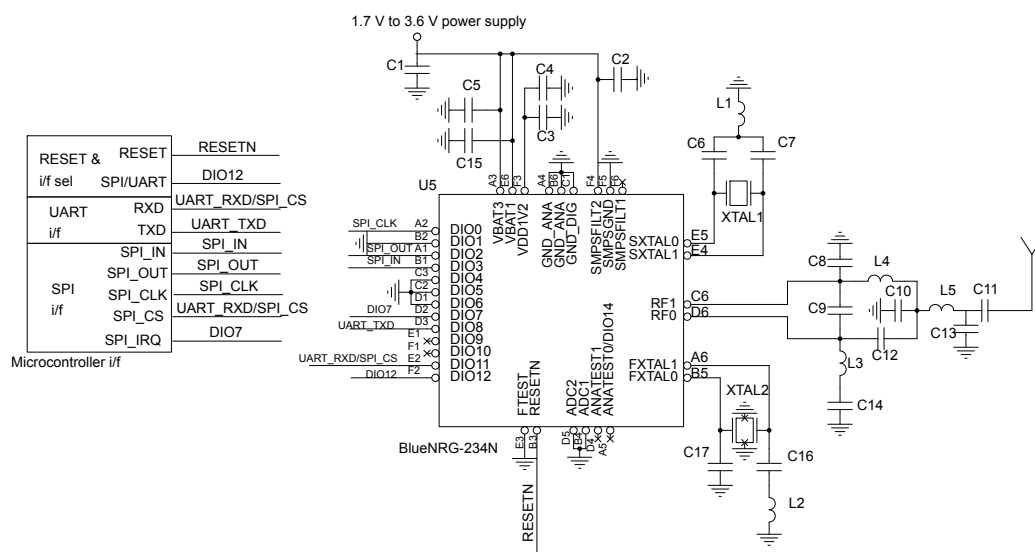 1.7 V to 3.6 V power supply
C1
C5
C15
C4
C3
C2
L1
C6
C7
XTAL1
RESET &
i/f sel
RESET
RESETN
SPI/UART
DIO12
UART
i/f
RXD
UART_RXD/SPI_CS
TXD
UART_TXD
SPI
i/f
SPI_IN
SPI_IN
SPI_OUT
SPI_OUT
SPI_CLK
SPI_CLK
SPI_CS
UART_RXD/SPI_CS
SPI_IRQ
DIO7
Microcontroller i/f
U5
A3
E6
F3
A4
B6
C1
F4
F5
F6
VBAT3
VBAT1
VDD1V2
GND_ANA
GND_ANA
GND_DIG
SMPSFILT2
SMPSGND
SMPSFILT1
SPI_CLK A2 DIO0
B2 DIO1
SPI_OUT A1 DIO2
SPI_IN B1 DIO3
C3 DIO4
C2 DIO5
D1 DIO6
DIO7 D2 DIO7
UART_TXD D3 DIO8
E1 DIO9
F1 DIO10
UART_RXD/SPI_CS E2 DIO11
DIO12 F2 DIO12
SXTAL0 E5
SXTAL1 E4
RF1 C6
RF0 D6
FXTAL1 A6
FXTAL0 B5
FTEST
RESETN
ADC2
ADC1
ANATEST1
ANATEST0/DIO14
E3
B3
D5
B4
D4
A5
BlueNRG-234N
RESETN
C8
L4
C9
C10
L5
C11
C13
C12
L3
C14
XTAL2
C17
C16
L2